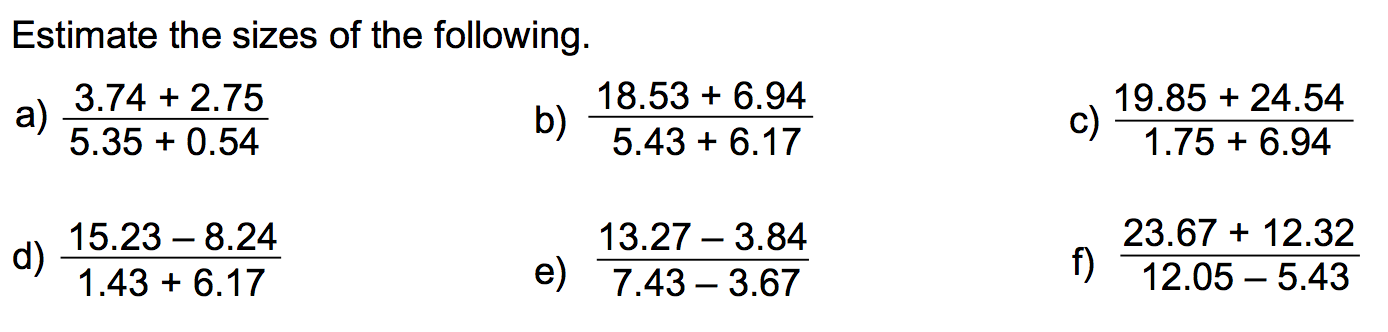 Estimate the sizes of the following.
a) 3.74 + 2.75
5.35 + 0.54
b) 18.53 + 6.94
5.43 + 6.17
c) 19.85 + 24.54
1.75 + 6.94
d) 15.23 – 8.24
1.43 + 6.17
e) 13.27 – 3.84
7.43 – 3.67
f) 23.67 + 12.32
12.05 – 5.43